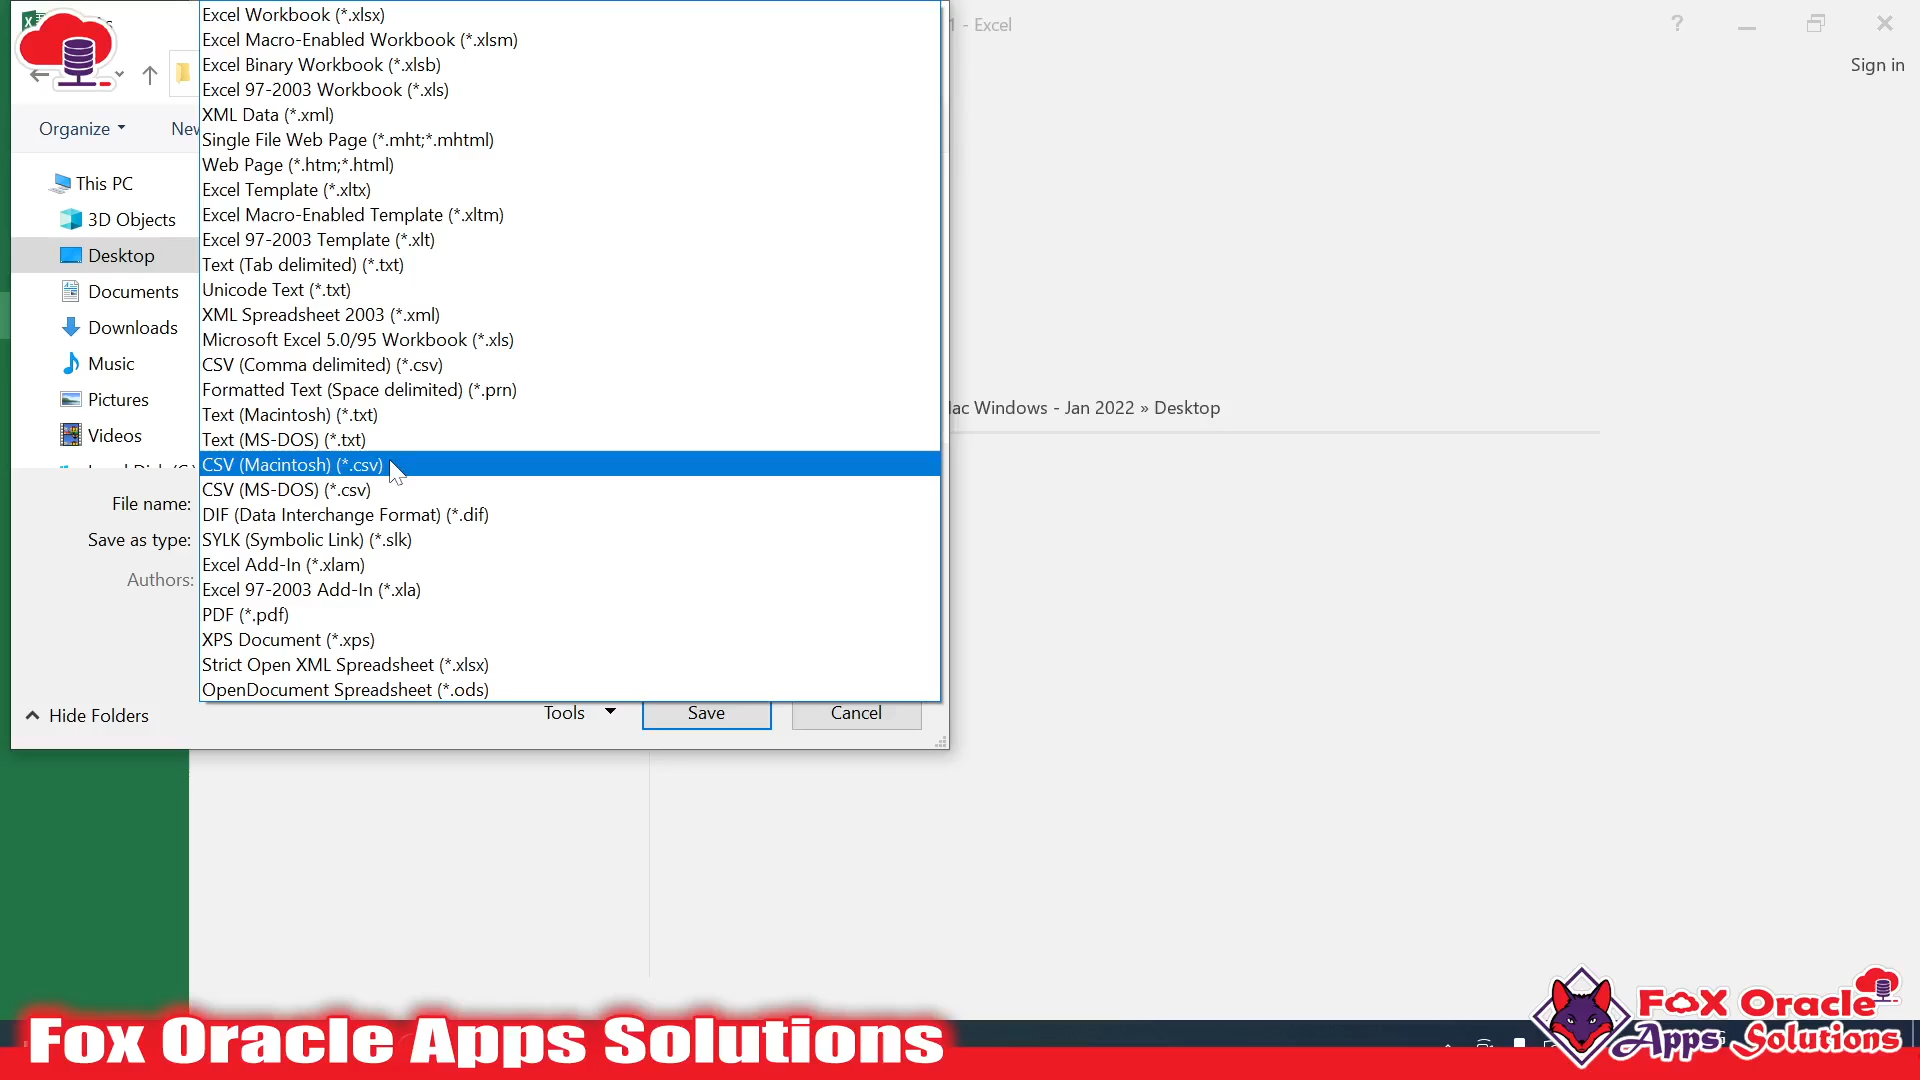 Excel Workbook (*.xlsx)
Excel Macro-Enabled Workbook (*.xlsm)
Excel Binary Workbook (*.xlsb)
Excel 97-2003 Workbook (*.xls)
XML Data (*.xml)
Single File Web Page (*.mht;*.mhtml)
Web Page (*.htm;*.html)
Excel Template (*.xltx)
Excel Macro-Enabled Template (*.xltm)
Excel 97-2003 Template (*.xlt)
Text (Tab delimited) (*.txt)
Unicode Text (*.txt)
XML Spreadsheet 2003 (*.xml)
Microsoft Excel 5.0/95 Workbook (*.xls)
CSV (Comma delimited) (*.csv)
Formatted Text (Space delimited) (*.prn)
Text (Macintosh) (*.txt)
Text (MS-DOS) (*.txt)
CSV (Macintosh) (*.csv)
CSV (MS-DOS) (*.csv)
DIF (Data Interchange Format) (*.dif)
SYLK (Symbolic Link) (*.slk)
Excel Add-In (*.xlam)
Excel 97-2003 Add-In (*.xla)
PDF (*.pdf)
XPS Document (*.xps)
Strict Open XML Spreadsheet (*.xlsx)
OpenDocument Spreadsheet (*.ods)
1 - Excel
?
Sign in
Organize
New
This PC
3D Objects
Desktop
Documents
Downloads
Music
Pictures
Videos
File name:
Save as type:
Authors:
Hide Folders
Tools
Save
Cancel
Windows - Jan 2022 » Desktop
Fox Oracle Apps Solutions
Fox Oracle
Apps Solutions